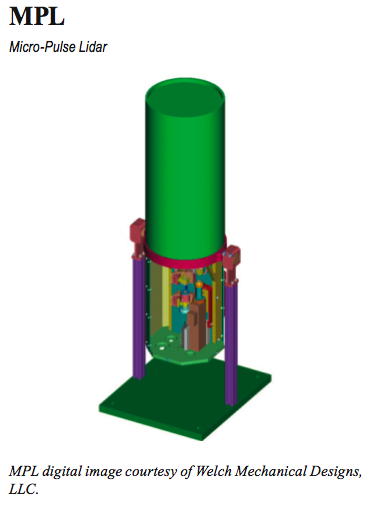 MPL
Micro-Pulse Lidar
MPL digital image courtesy of Welch Mechanical Designs,
LLC.